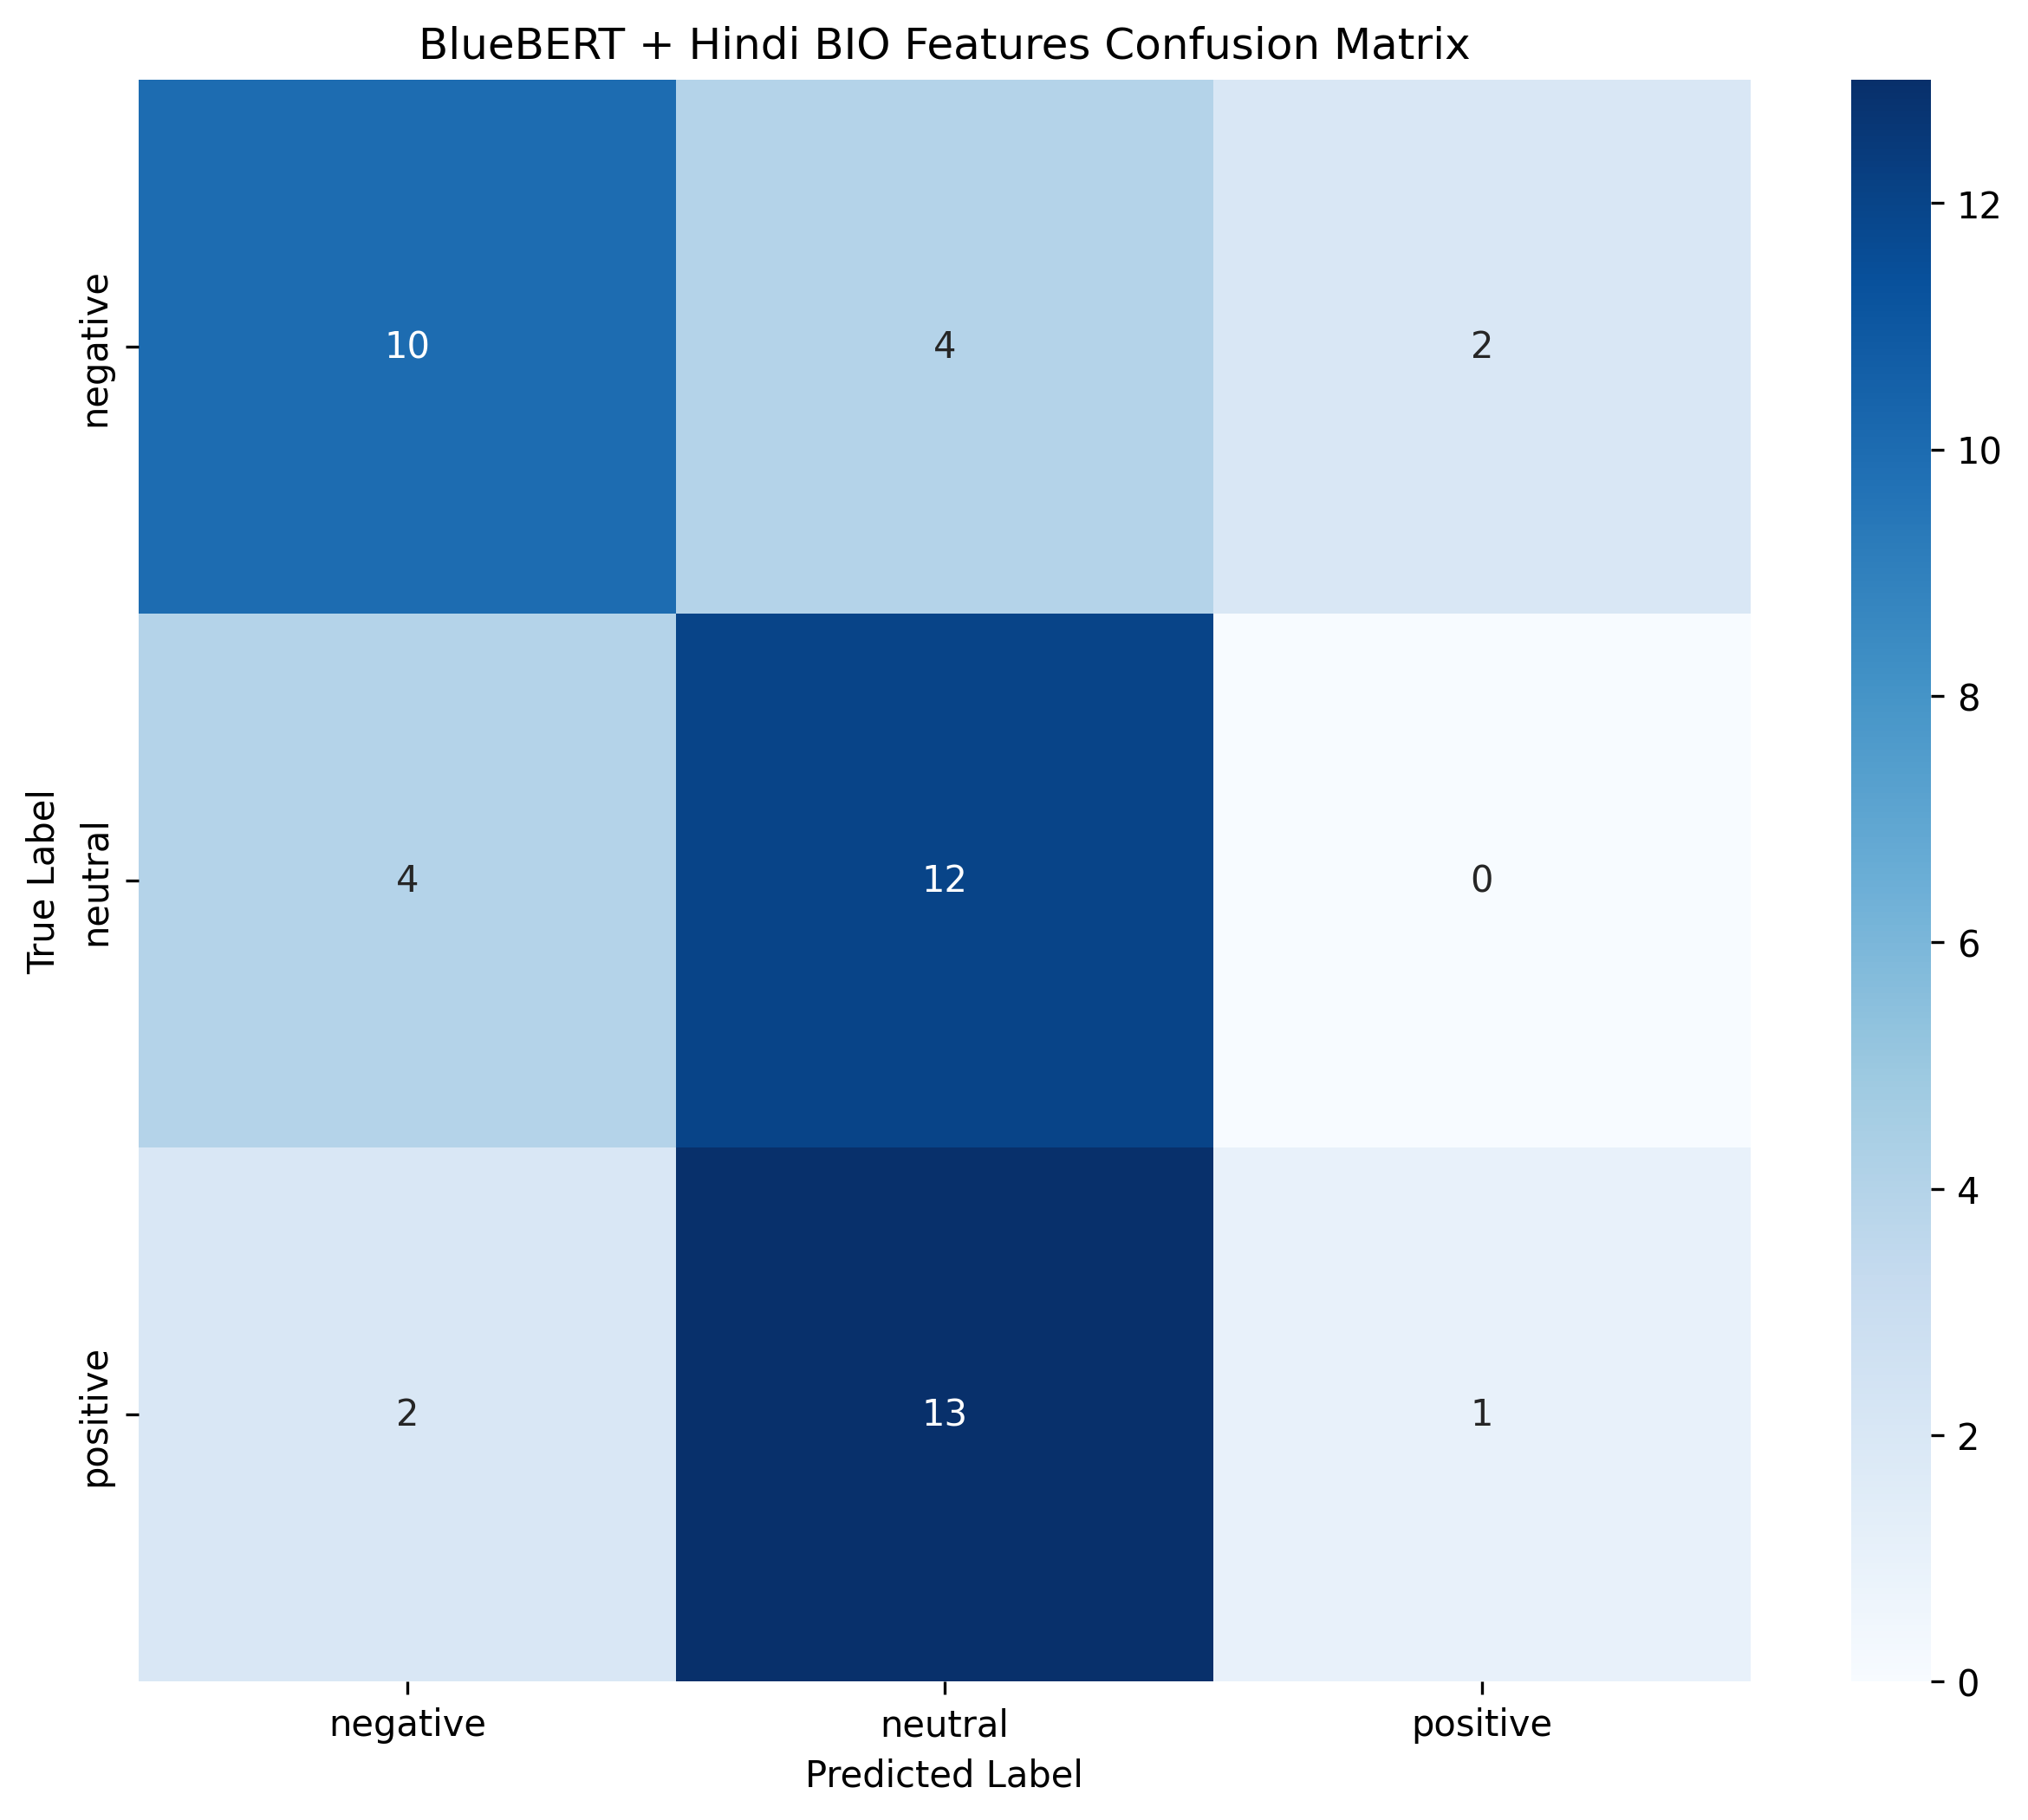 BlueBERT + Hindi BIO Features Confusion Matrix
True Label
negative
10 4 2
neutral
4 12 0
positive
2 13 1
negative neutral positive
Predicted Label
12
10
8
6
4
2
0